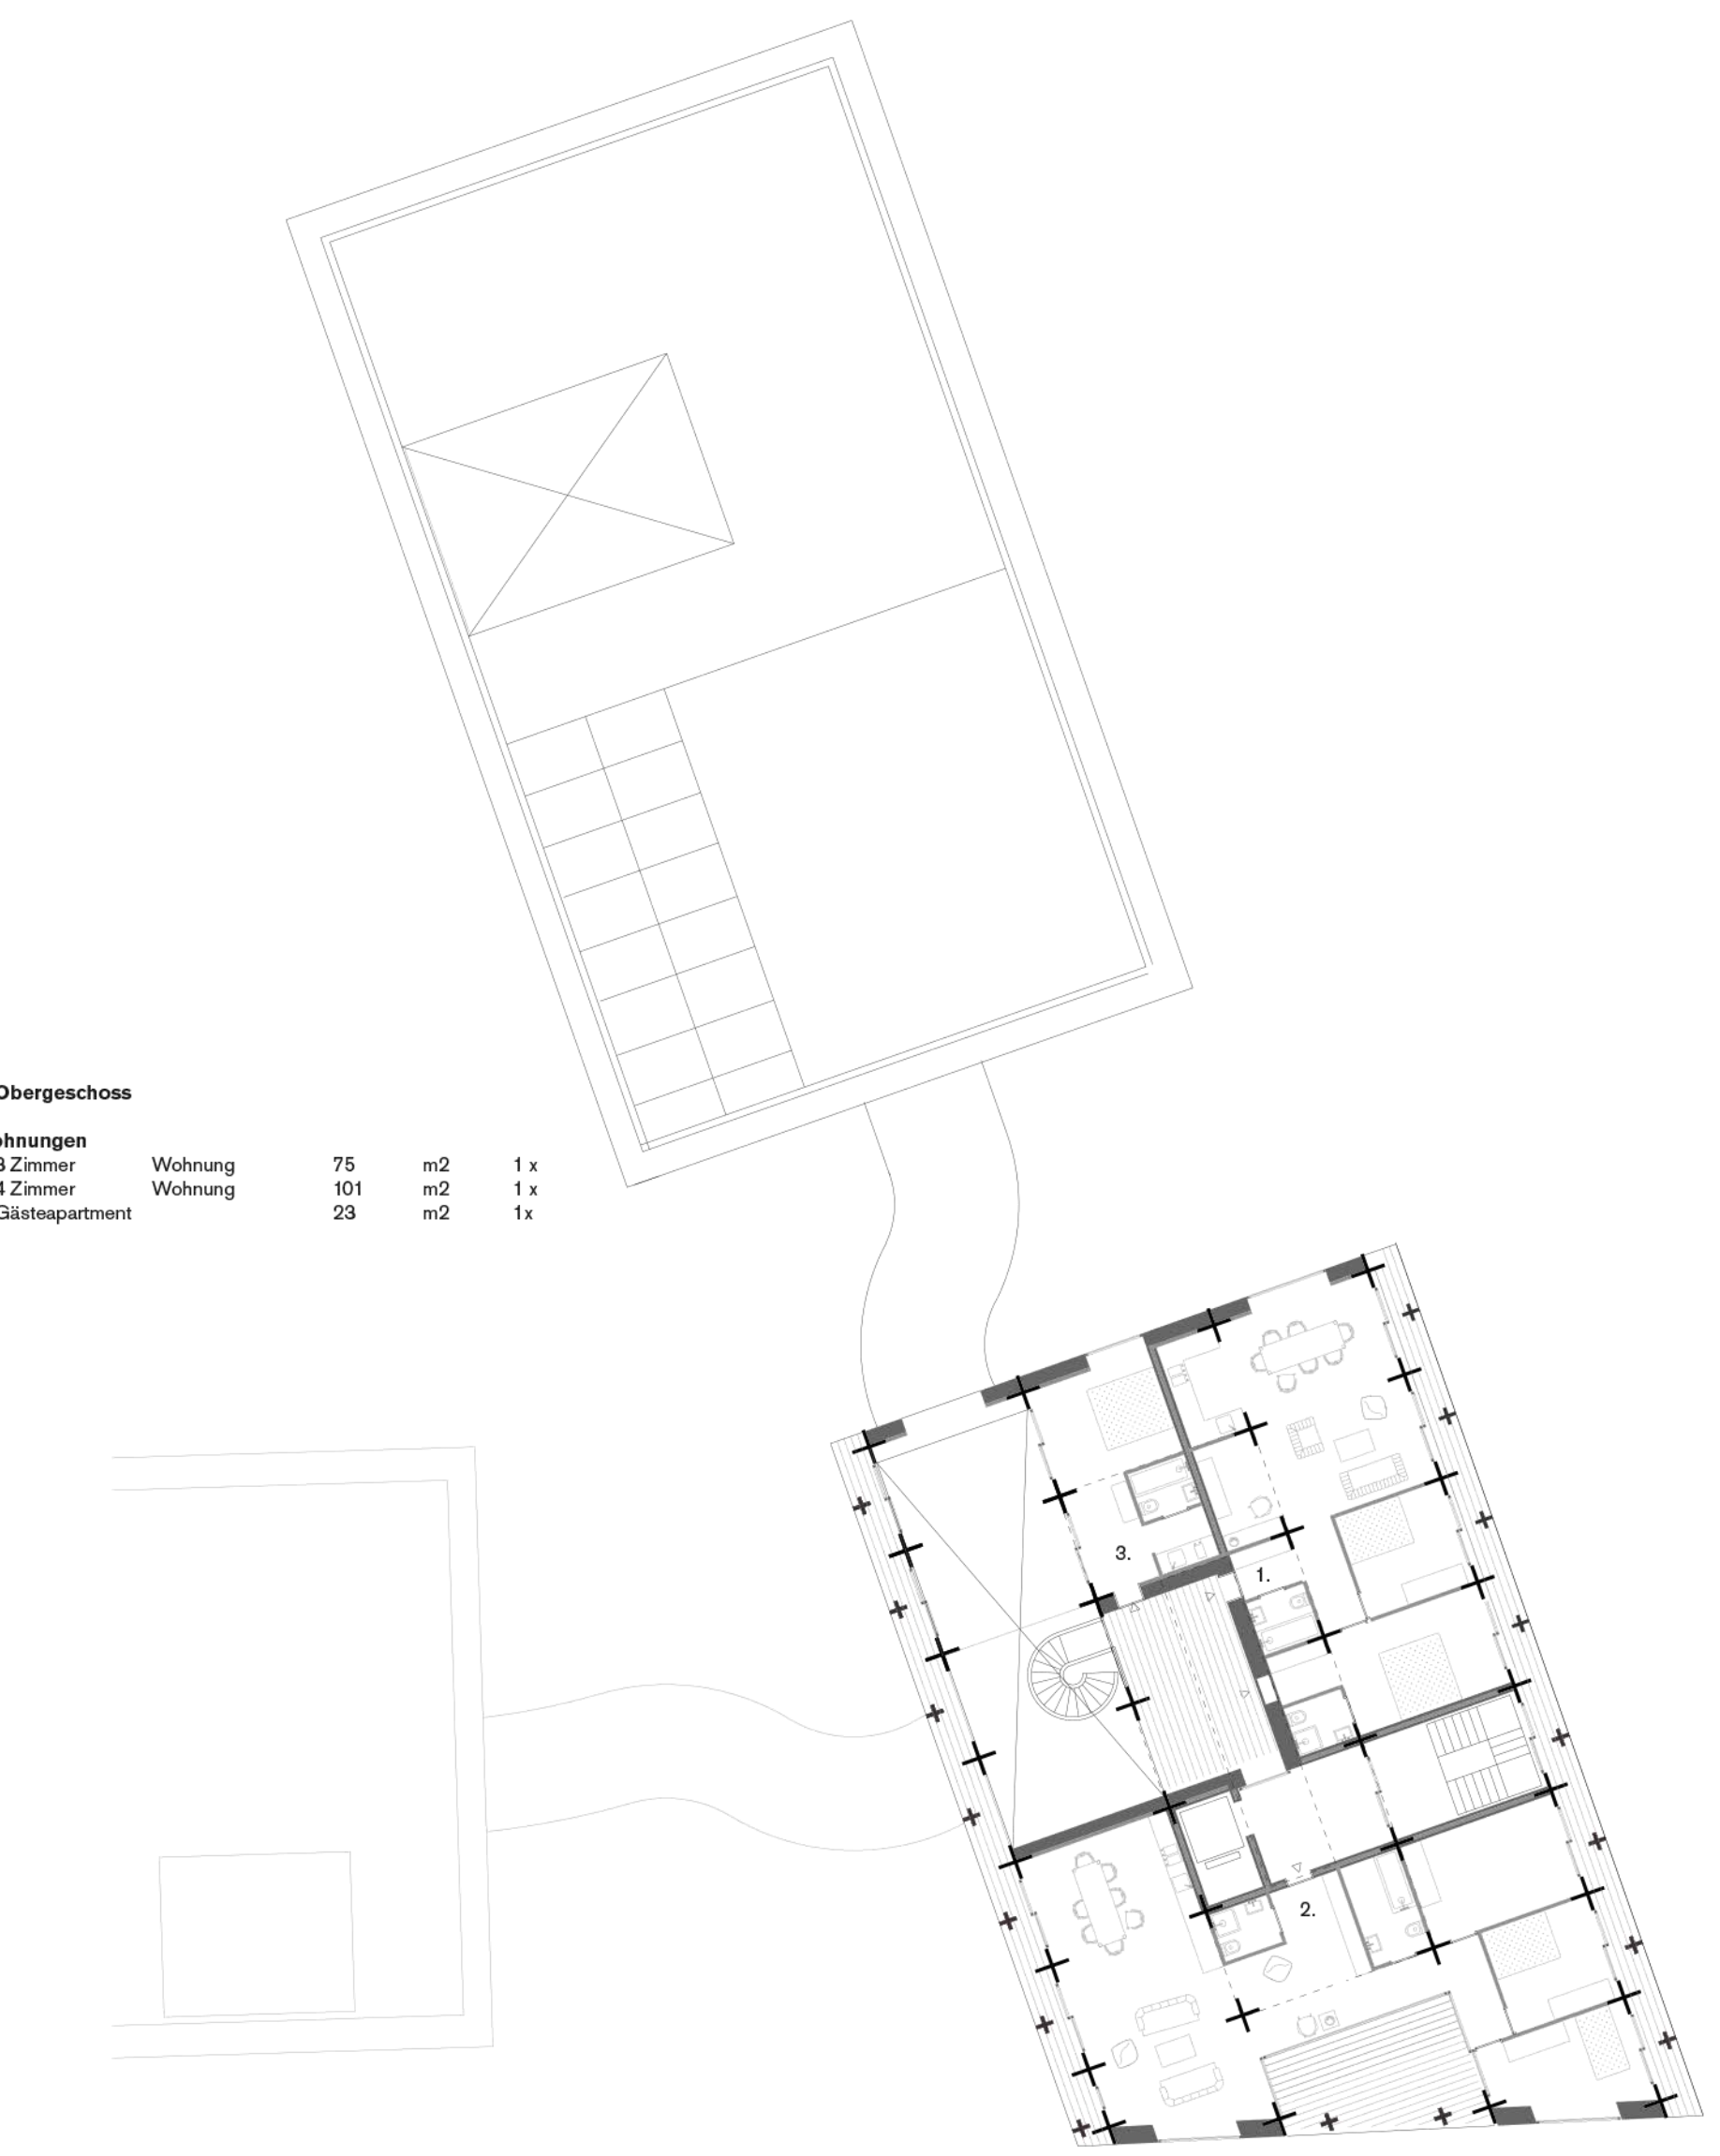 Obergeschoss
ohnungen
3 Zimmer Wohnung 75 m2 1 x
4 Zimmer Wohnung 101 m2 1 x
Gästeapartment 23 m2 1x
3.
1.
2.